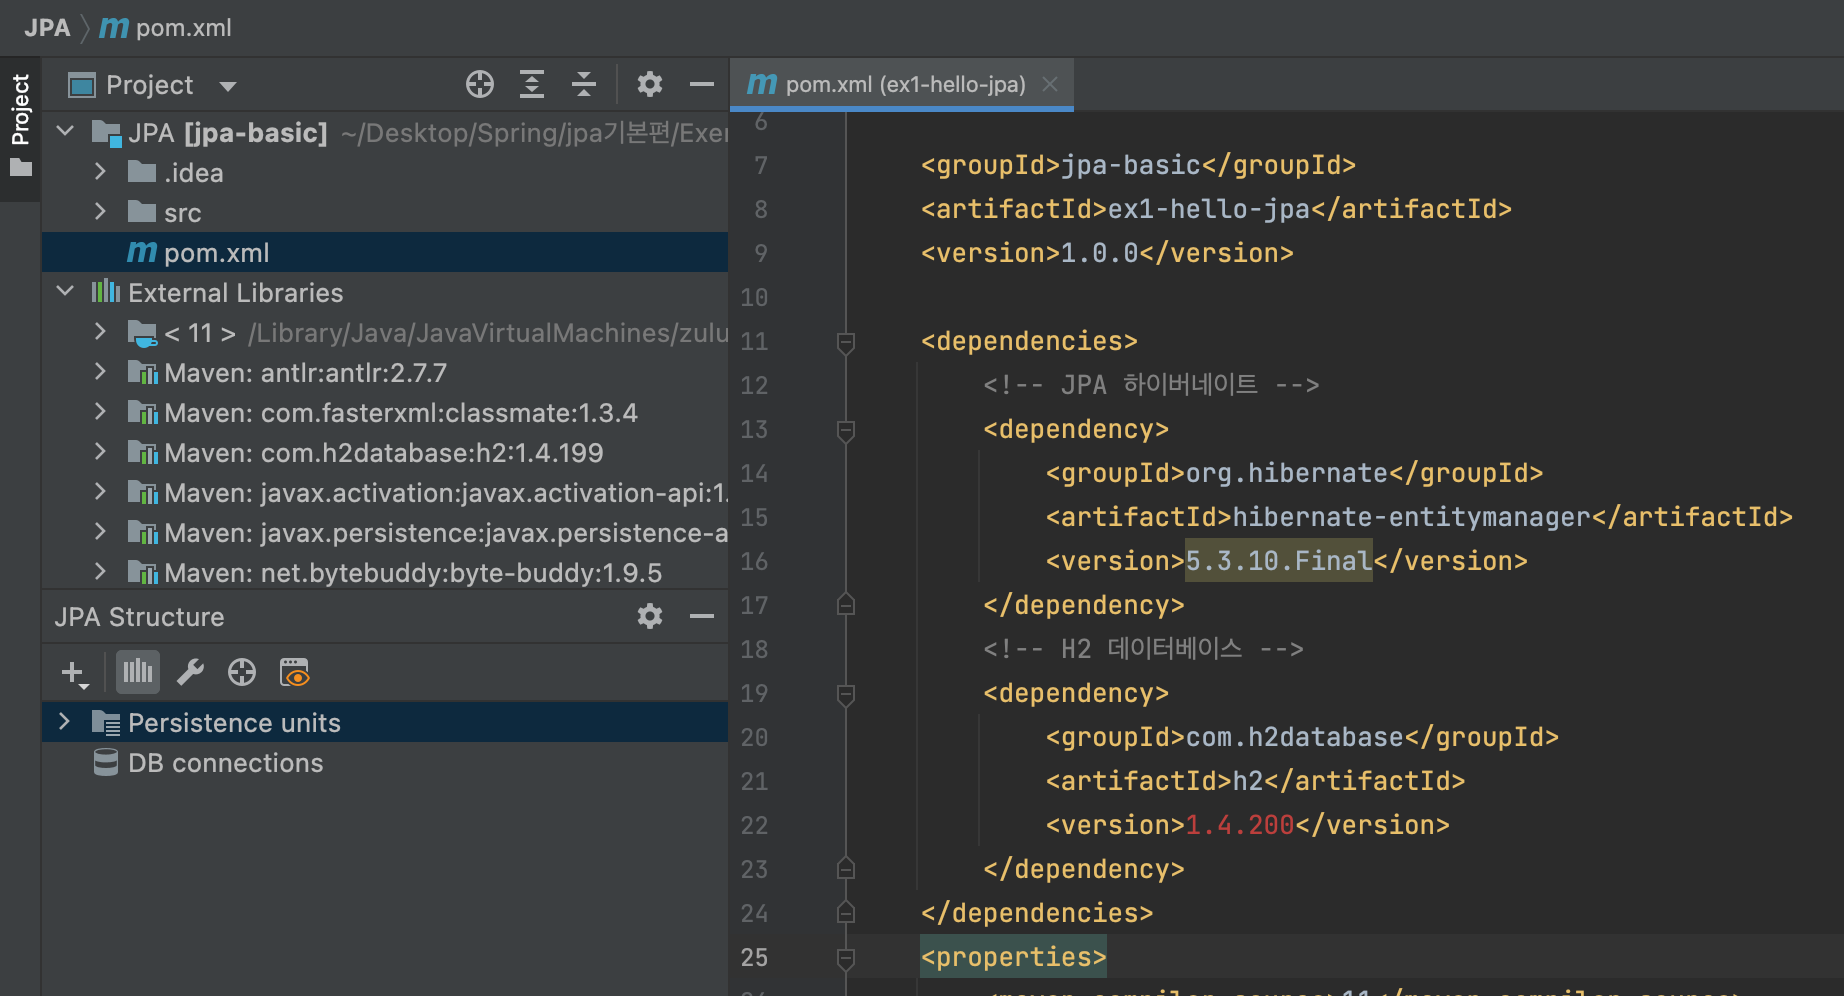 JPA
pom.xml
Project
Project
JPA [jpa-basic] ~/Desktop/Spring/jpa기본편/Exer
.idea
src
pom.xml
External Libraries
< 11 > /Library/Java/JavaVirtualMachines/zulu
Maven: antlr:antlr:2.7.7
Maven: com.fasterxml:classmate:1.3.4
Maven: com.h2database:h2:1.4.199
Maven: javax.activation:javax.activation-api:1.
Maven: javax.persistence:javax.persistence-a
Maven: net.bytebuddy:byte-buddy:1.9.5
JPA Structure
Persistence units
DB connections
pom.xml (ex1-hello-jpa)
6
7 <groupId>jpa-basic</groupId>
8 <artifactId>ex1-hello-jpa</artifactId>
9 <version>1.0.0</version>
10
11 <dependencies>
12 <!-- JPA 하이버네이트 -->
13 <dependency>
14 <groupId>org.hibernate</groupId>
15 <artifactId>hibernate-entitymanager</artifactId>
16 <version>5.3.10.Final</version>
17 </dependency>
18 <!-- H2 데이터베이스 -->
19 <dependency>
20 <groupId>com.h2database</groupId>
21 <artifactId>h2</artifactId>
22 <version>1.4.200</version>
23 </dependency>
24 </dependencies>
25 <properties>
26 <maven.compiler.source>11</maven.compiler.source>